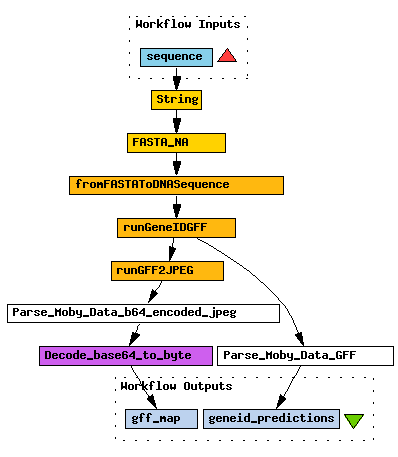 Workflow Inputs
sequence
String
FASTA_NA
fromFASTAToDNASequence
runGeneIDGFF
runGFF2JPEG
Parse_Moby_Data_b64_encoded_jpeg
Decode_base64_to_byte
Parse_Moby_Data_GFF
Workflow Outputs
gff_map
geneid_predictions